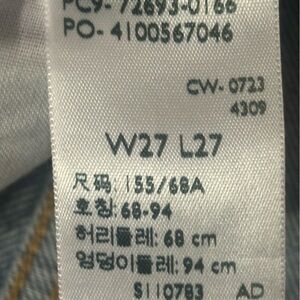 PC9- 72693-0166
PO- 4100567046
CW- 0723
4309
W27 L27
尺码: 155/68A
호칭: 68-94
허리둘레: 68 cm
엉덩이둘레: 94 cm
S110783 AD